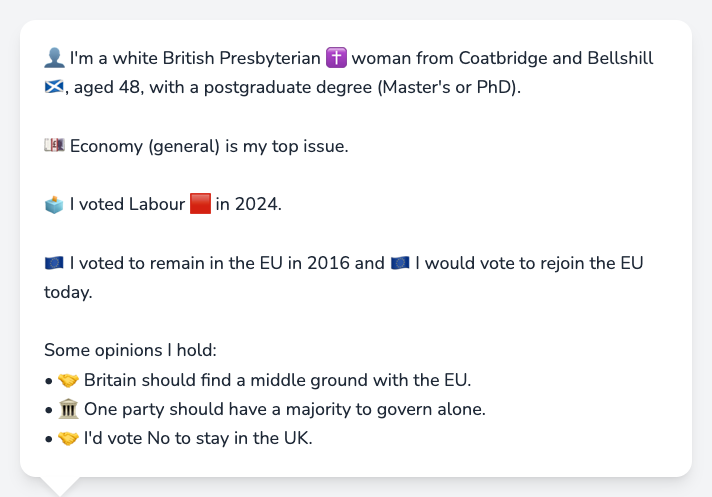 👤 I'm a white British Presbyterian ✝️ woman from Coatbridge and Bellshill
🏴󠁧󠁢󠁳󠁣󠁴󠁿, aged 48, with a postgraduate degree (Master's or PhD).
💷 Economy (general) is my top issue.
🗳️ I voted Labour 🟥 in 2024.
🇪🇺 I voted to remain in the EU in 2016 and 🇪🇺 I would vote to rejoin the EU
today.
Some opinions I hold:
• 🤝 Britain should find a middle ground with the EU.
• 🏛️ One party should have a majority to govern alone.
• 🤝 I'd vote No to stay in the UK.